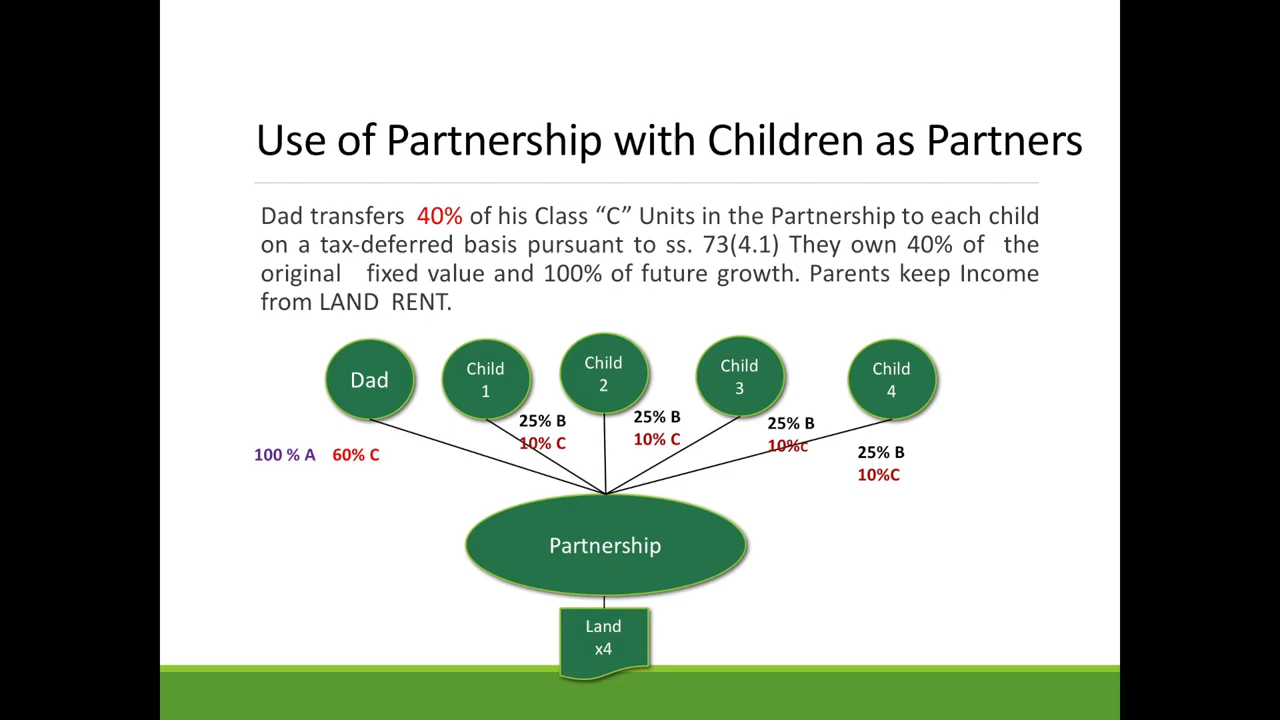 Use of Partnership with Children as Partners
Dad transfers 40% of his Class “C” Units in the Partnership to each child
on a tax-deferred basis pursuant to ss. 73(4.1) They own 40% of the
original fixed value and 100% of future growth. Parents keep Income
from LAND RENT.
Dad
Child
1
Child
2
Child
3
Child
4
100 % A 60% C
25% B
10% C
25% B
10% C
25% B
10%c
25% B
10%C
Partnership
Land
x4